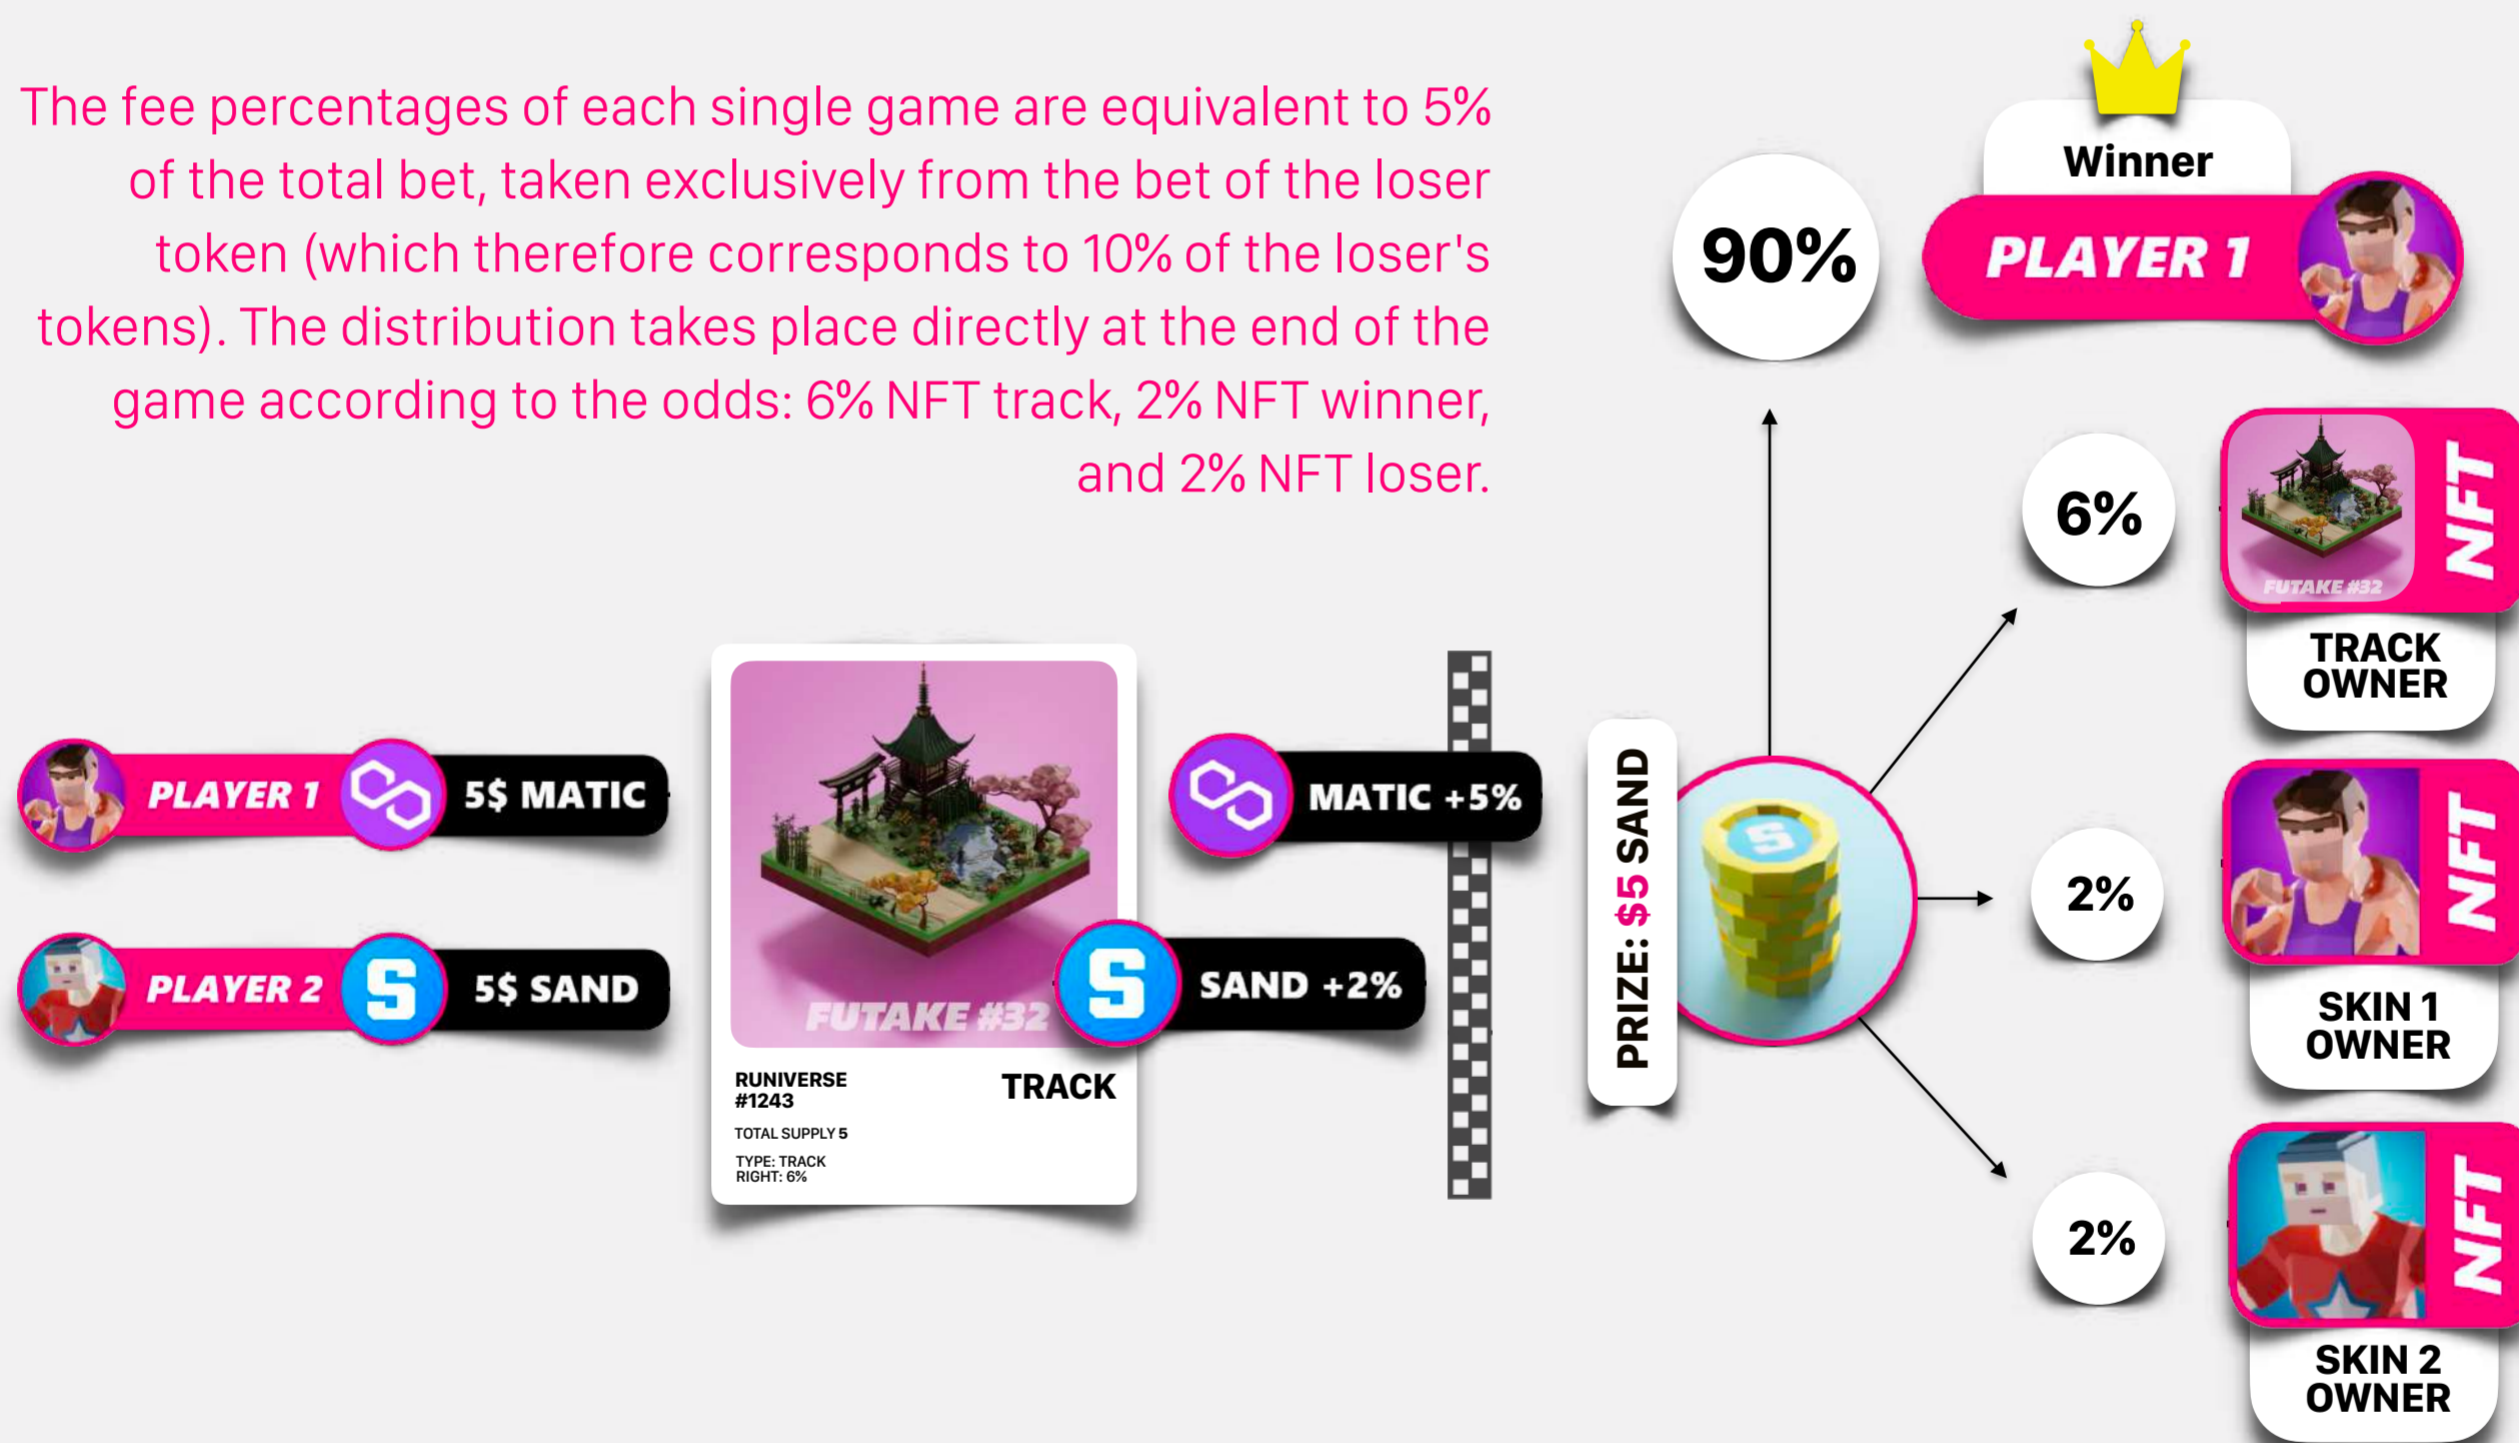 The fee percentages of each single game are equivalent to 5%
of the total bet, taken exclusively from the bet of the loser
token (which therefore corresponds to 10% of the loser's
tokens). The distribution takes place directly at the end of the
game according to the odds: 6% NFT track, 2% NFT winner,
and 2% NFT loser.
PLAYER 1
5$ MATIC
PLAYER 2
5$ SAND
FUTAKE #32
RUNIVERSE
#1243
TRACK
TOTAL SUPPLY 5
TYPE: TRACK
RIGHT: 6%
MATIC +5%
SAND +2%
PRIZE: $5 SAND
90%
Winner
PLAYER 1
6%
FUTAKE #32
NFT
TRACK
OWNER
2%
NFT
SKIN 1
OWNER
2%
NFT
SKIN 2
OWNER